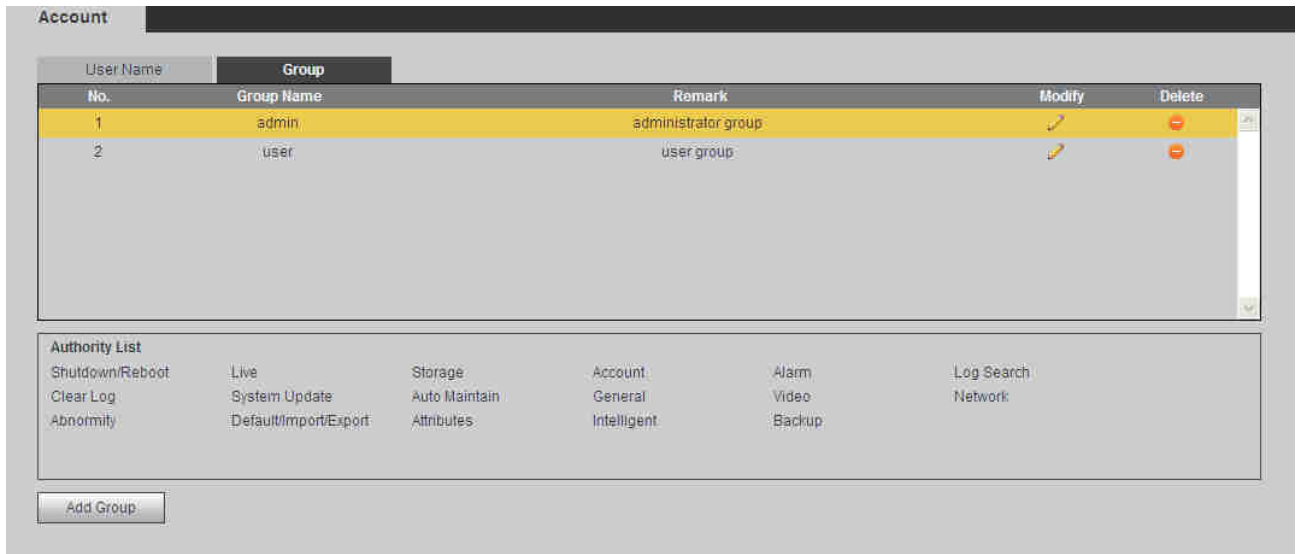 Account
User Name Group
No. Group Name Remark Modify Delete
1 admin administrator group
2 user user group
Authority List
Shutdown/Reboot Live Storage Account Alarm Log Search
Clear Log System Update Auto Maintain General Video Network
Abnormity Default/Import/Export Attributes Intelligent Backup
Add Group